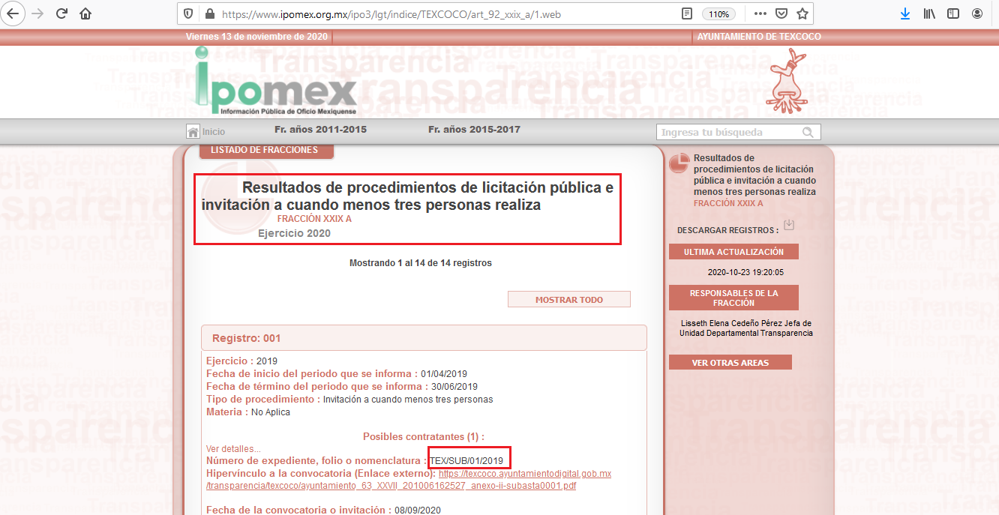 https://www.ipomex.org.mx/ipo3/lgt/indice/TEXCOCO/art_92_xxix_a/1.web
110%
Viernes 13 de noviembre de 2020
AYUNTAMIENTO DE TEXCOCO
ipomex
Información Pública de Oficio Mexiquense
Transparencia
Inicio
Fr. años 2011-2015
Fr. años 2015-2017
Ingresa tu búsqueda
LISTADO DE FRACCIONES
Resultados de procedimientos de licitación pública e
invitación a cuando menos tres personas realiza
FRACCIÓN XXIX A
Ejercicio 2020
Mostrando 1 al 14 de 14 registros
MOSTRAR TODO
Registro: 001
Ejercicio : 2019
Fecha de inicio del periodo que se informa : 01/04/2019
Fecha de término del periodo que se informa : 30/06/2019
Tipo de procedimiento : Invitación a cuando menos tres personas
Materia : No Aplica
Posibles contratantes (1) :
Ver detalles...
Número de expediente, folio o nomenclatura : TEX/SUB/01/2019
Hipervínculo a la convocatoria (Enlace externo): https://texcoco.ayuntamientodigital.gob.mx
/transparencia/texcoco/ayuntamiento_63_XXVII_201006162527_anexo-ii-subasta0001.pdf
Fecha de la convocatoria o invitación : 08/09/2020
Resultados de
procedimientos de licitación
pública e invitación a cuando
menos tres personas realiza
FRACCIÓN XXIX A
DESCARGAR REGISTROS :
ULTIMA ACTUALIZACIÓN
2020-10-23 19:20:05
RESPONSABLES DE LA
FRACCIÓN
Lisseth Elena Cedeño Pérez Jefa de
Unidad Departamental Transparencia
VER OTRAS AREAS